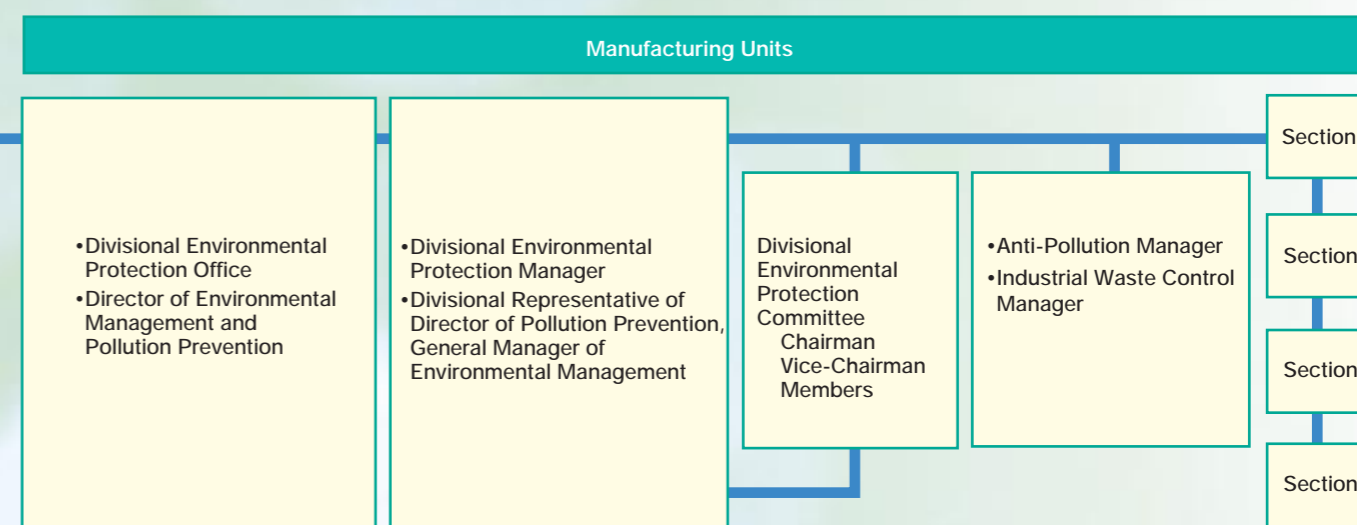 Manufacturing Units
•Divisional Environmental
Protection Office
•Director of Environmental
Management and
Pollution Prevention
•Divisional Environmental
Protection Manager
•Divisional Representative of
Director of Pollution Prevention,
General Manager of
Environmental Management
Divisional
Environmental
Protection
Committee
Chairman
Vice-Chairman
Members
•Anti-Pollution Manager
•Industrial Waste Control
Manager
Section
Section
Section
Section